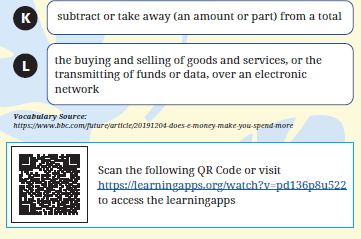 K
subtract or take away (an amount or part) from a total
L
the buying and selling of goods and services, or the
transmitting of funds or data, over an electronic
network
Vocabulary Source:
https://www.bbc.com/future/article/20191204-does-e-money-make-you-spend-more
Scan the following QR Code or visit
https://learningapps.org/watch?v=pd136p8u522
to access the learningapps